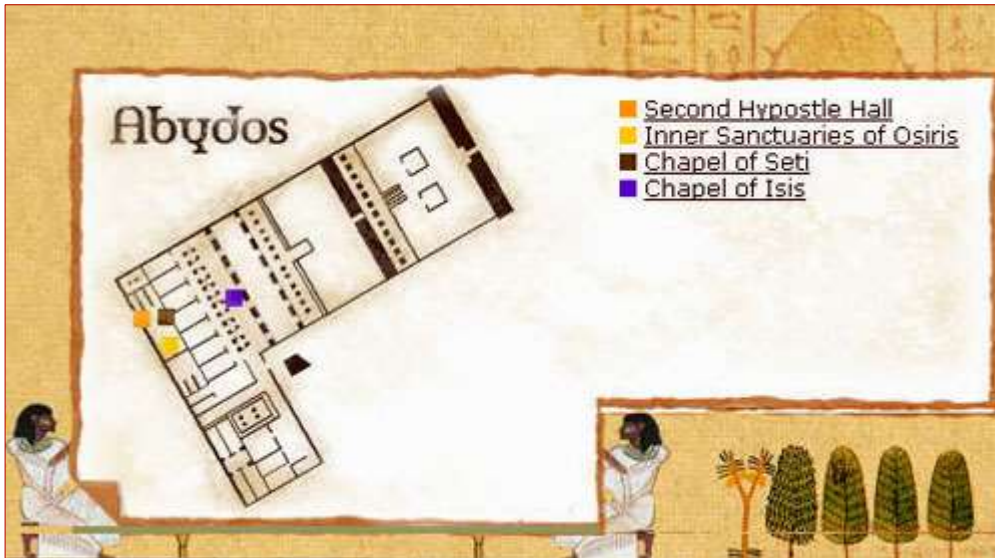 Abydos
Second Hypostle Hall
Inner Sanctuaries of Osiris
Chapel of Seti
Chapel of Isis